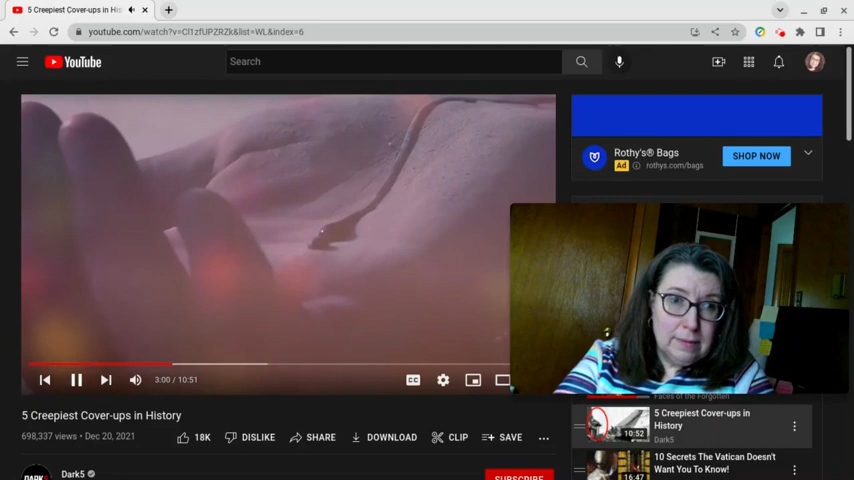 5 Creepiest Cover-ups in His
youtube.com/watch?v=Cl1zfUPZRZk&list=WL&index=6
YouTube
Search
Rothy's® Bags
Ad rothys.com/bags
SHOP NOW
3:00 / 10:51
CC
5 Creepiest Cover-ups in History
698,337 views • Dec 20, 2021
18K DISLIKE SHARE DOWNLOAD CLIP SAVE
Dark5
SUBSCRIBE
Faces of the Forgotten
5 Creepiest Cover-ups in
History
Dark5
10:52
10 Secrets The Vatican Doesn't
Want You To Know!
16:47